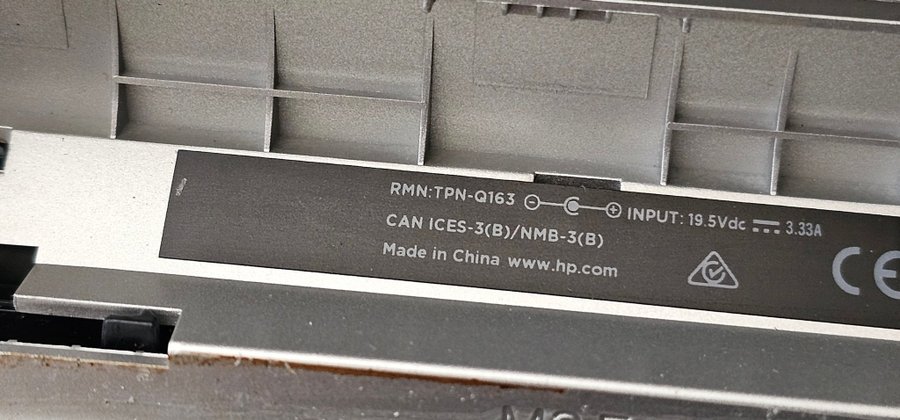 RMN:TPN-Q163 INPUT: 19.5Vdc 3.33A
CAN ICES-3(B)/NMB-3(B)
Made in China www.hp.com
CE